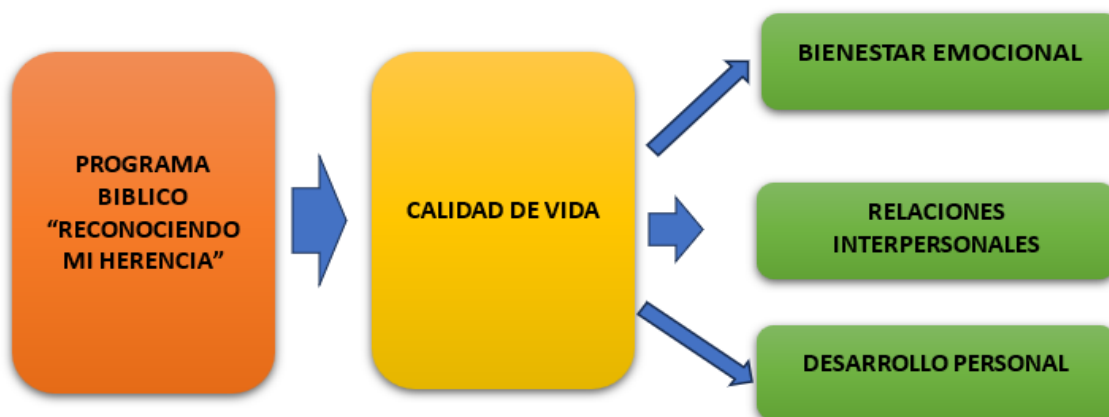 PROGRAMA
BIBLICO
“RECONOCIENDO
MI HERENCIA”
CALIDAD DE VIDA
BIENESTAR EMOCIONAL
RELACIONES
INTERPERSONALES
DESARROLLO PERSONAL